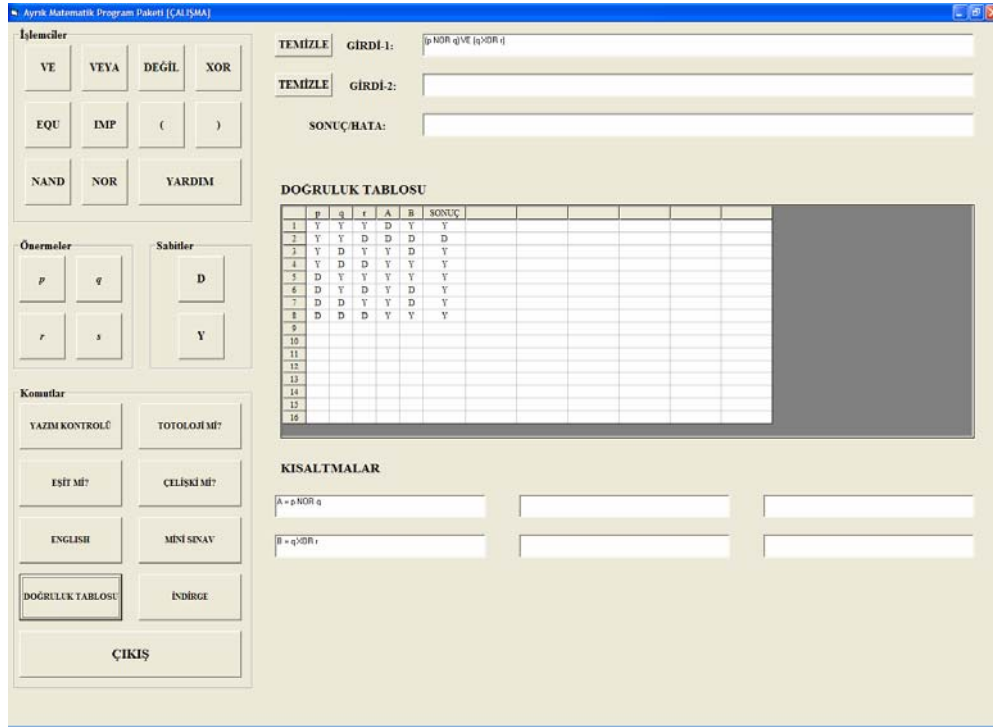 Ayrık Matematik Program Paketi [ÇALIŞMA]
İşlemciler
VE VEYA DEĞİL XOR
EQU IMP ( )
NAND NOR YARDIM
Önermeler
p q
r s
Sabitler
D
Y
Komutlar
YAZIM KONTROLÜ TOTOLOJİ Mİ?
EŞİT Mİ? ÇELİŞKİ Mİ?
ENGLISH MİNİ SINAV
DOĞRULUK TABLOSU İNDİRGE
ÇIKIŞ
TEMİZLE GİRDİ-1: (p NOR q) VE (q XOR r)
TEMİZLE GİRDİ-2:
SONUÇ/HATA:
DOĞRULUK TABLOSU
p q r A B SONUÇ
1 Y Y Y D Y Y
2 Y Y D D D D
3 Y D Y Y D Y
4 Y D D Y Y Y
5 D Y Y Y Y Y
6 D Y D Y D Y
7 D D Y Y D Y
8 D D D Y Y Y
9
10
11
12
13
14
15
16
KISALTMALAR
A = p NOR q
B = q XOR r